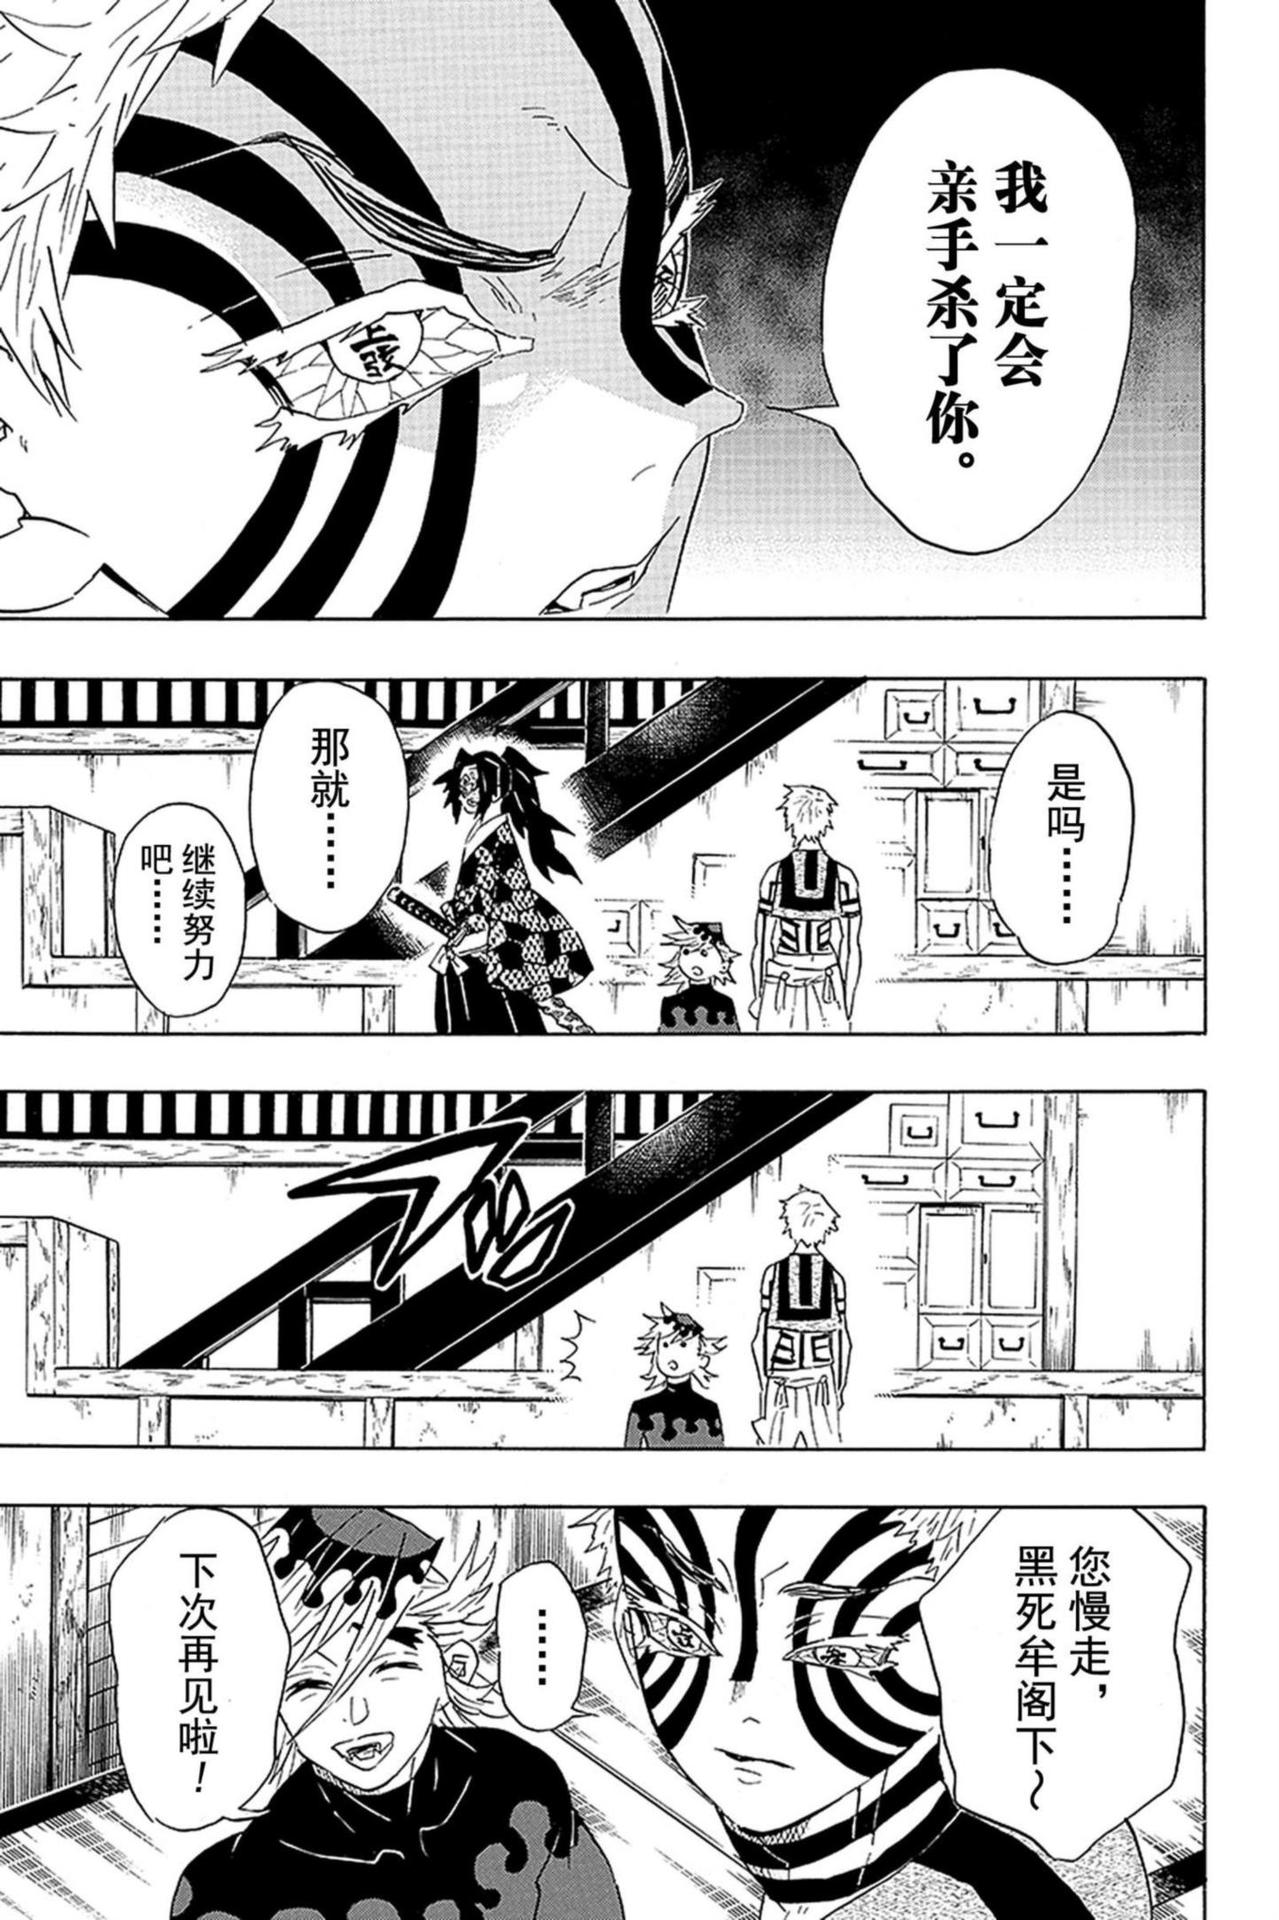 我一定会
亲手杀了你。
是吗……
那就……
继续努力
吧……
您慢走，
黑死牟阁下～
……
下次再见啦！